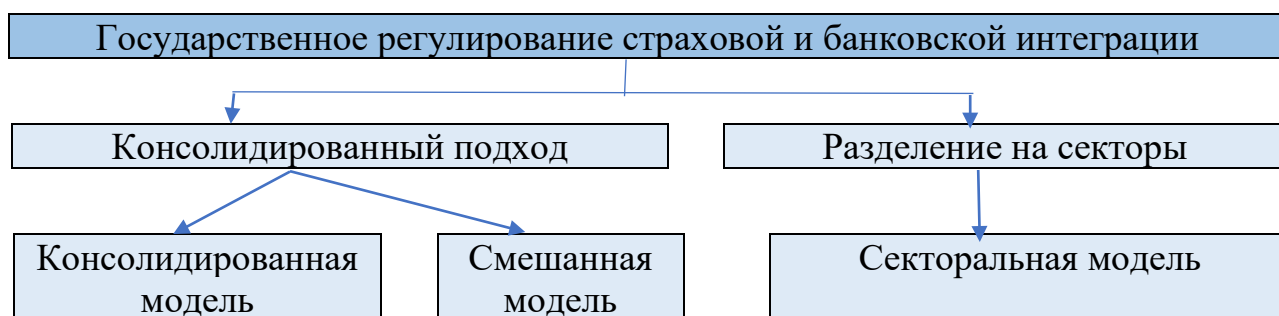 Государственное регулирование страховой и банковской интеграции
Консолидированный подход
Разделение на секторы
Консолидированная
модель
Смешанная
модель
Секторальная модель